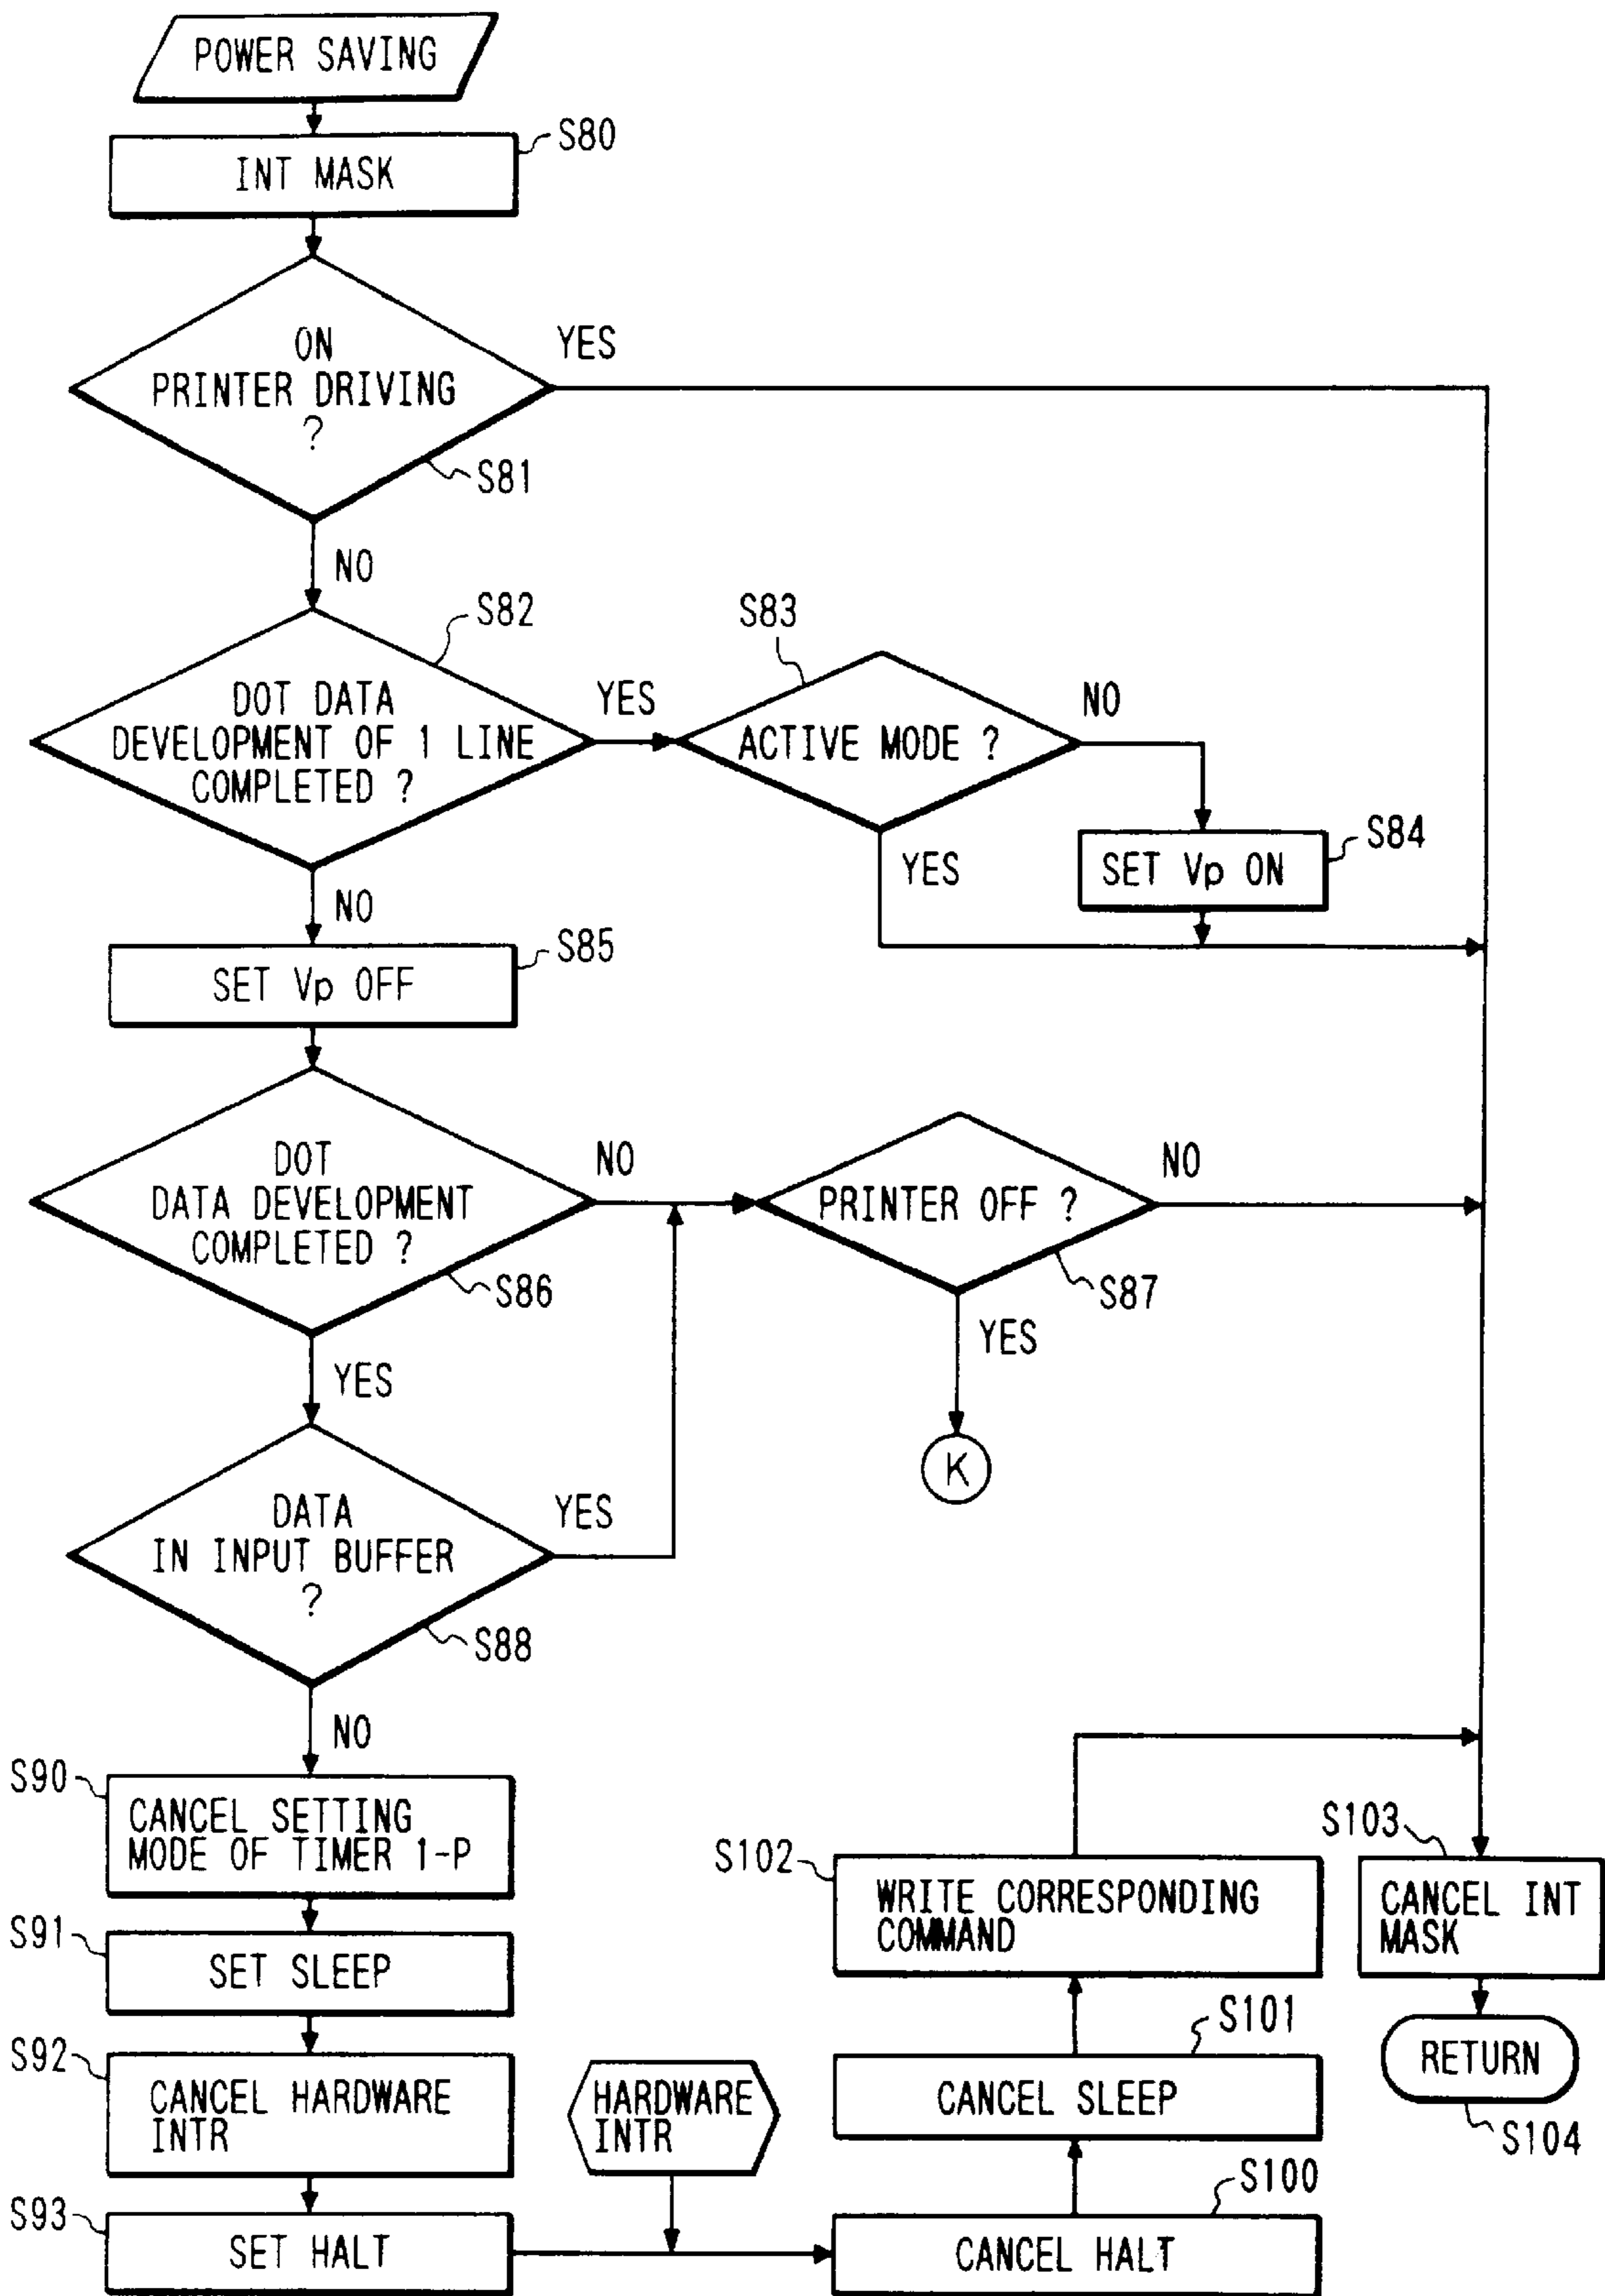 POWER SAVING
S80
INT MASK
ON
PRINTER DRIVING
?
YES
S81
NO
S82
DOT DATA
DEVELOPMENT OF 1 LINE
COMPLETED ?
YES
S83
ACTIVE MODE ?
NO
YES
S84
SET Vp ON
NO
S85
SET Vp OFF
DOT
DATA DEVELOPMENT
COMPLETED ?
NO
S86
PRINTER OFF ?
NO
S87
YES
K
YES
DATA
IN INPUT BUFFER
?
YES
S88
NO
S90
CANCEL SETTING
MODE OF TIMER 1-P
S91
SET SLEEP
S92
CANCEL HARDWARE
INTR
S93
SET HALT
HARDWARE
INTR
S100
CANCEL HALT
S101
CANCEL SLEEP
S102
WRITE CORRESPONDING
COMMAND
S103
CANCEL INT
MASK
RETURN
S104